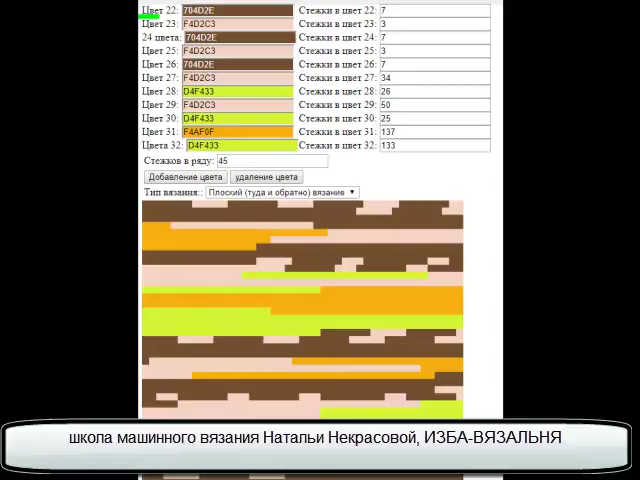 Цвет 22: 704D2E Стежки в цвет 22: 7
Цвет 23: F4D2C3 Стежки в цвет 23: 3
24 цвета: 704D2E Стежки в цвет 24: 7
Цвет 25: F4D2C3 Стежки в цвет 25: 3
Цвет 26: 704D2E Стежки в цвет 26: 7
Цвет 27: F4D2C3 Стежки в цвет 27: 34
Цвет 28: D4F433 Стежки в цвет 28: 26
Цвет 29: F4D2C3 Стежки в цвет 29: 50
Цвет 30: D4F433 Стежки в цвет 30: 25
Цвет 31: F4AF0F Стежки в цвет 31: 137
Цвета 32: D4F433 Стежки в цвет 32: 133
Стежков в ряду: 45
Добавление цвета удаление цвета
Тип вязания:: Плоский (туда и обратно) вязание
школа машинного вязания Натальи Некрасовой, ИЗБА-ВЯЗАЛЬНЯ